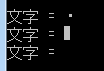 文字 = .
文字 = ■
文字 =